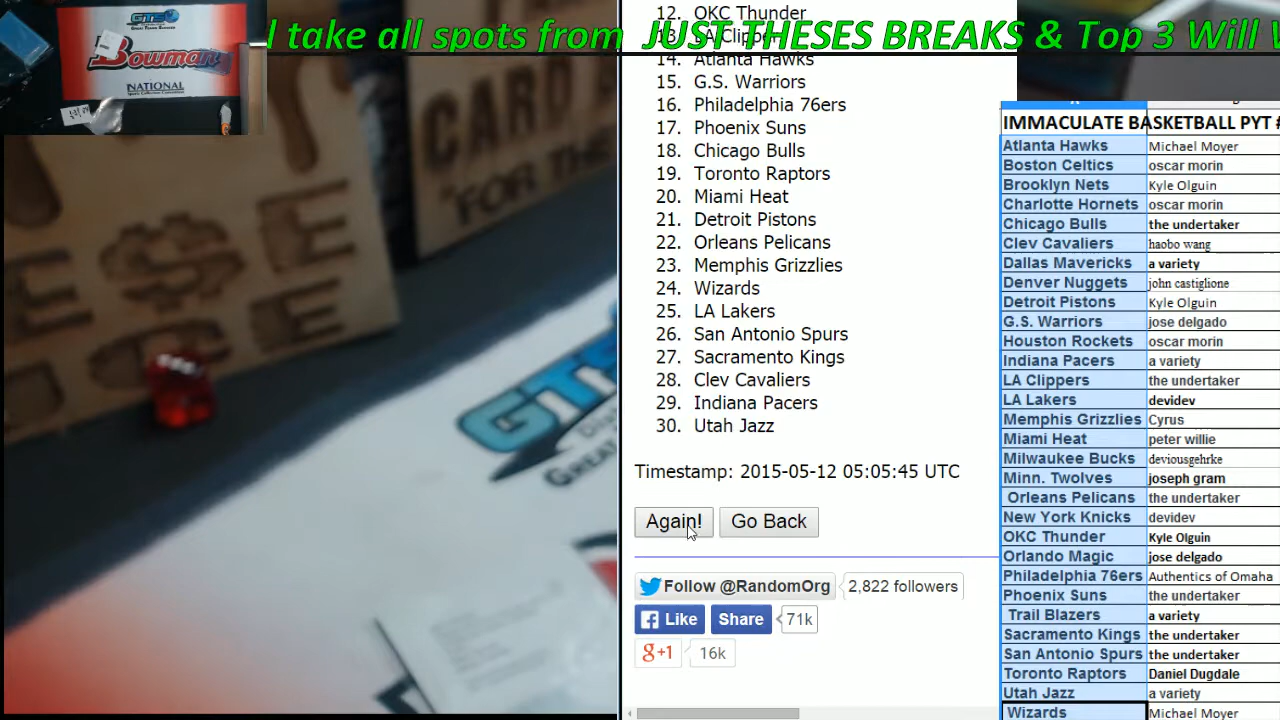 l take all spots from JUST THESES BREAKS & Top 3 Will
GTS
Bowman
NATIONAL
12. OKC Thunder
13. LA Clippers
14. Atlanta Hawks
15. G.S. Warriors
16. Philadelphia 76ers
17. Phoenix Suns
18. Chicago Bulls
19. Toronto Raptors
20. Miami Heat
21. Detroit Pistons
22. Orleans Pelicans
23. Memphis Grizzlies
24. Wizards
25. LA Lakers
26. San Antonio Spurs
27. Sacramento Kings
28. Clev Cavaliers
29. Indiana Pacers
30. Utah Jazz
Timestamp: 2015-05-12 05:05:45 UTC
Again! Go Back
Follow @RandomOrg 2,822 followers
Like Share 71k
g+1 16k
IMMACULATE BASKETBALL PYT #
Atlanta Hawks Michael Moyer
Boston Celtics oscar morin
Brooklyn Nets Kyle Olguin
Charlotte Hornets oscar morin
Chicago Bulls the undertaker
Clev Cavaliers haobo wang
Dallas Mavericks a variety
Denver Nuggets john castiglione
Detroit Pistons Kyle Olguin
G.S. Warriors jose delgado
Houston Rockets oscar morin
Indiana Pacers a variety
LA Clippers the undertaker
LA Lakers devidev
Memphis Grizzlies Cyrus
Miami Heat peter willie
Milwaukee Bucks deviousgehrke
Minn. Twolves joseph gram
Orleans Pelicans the undertaker
New York Knicks devidev
OKC Thunder Kyle Olguin
Orlando Magic jose delgado
Philadelphia 76ers Authentics of Omaha
Phoenix Suns the undertaker
Trail Blazers a variety
Sacramento Kings the undertaker
San Antonio Spurs the undertaker
Toronto Raptors Daniel Dugdale
Utah Jazz a variety
Wizards Michael Moyer
CARD
FOR THE
GTS
GREAT